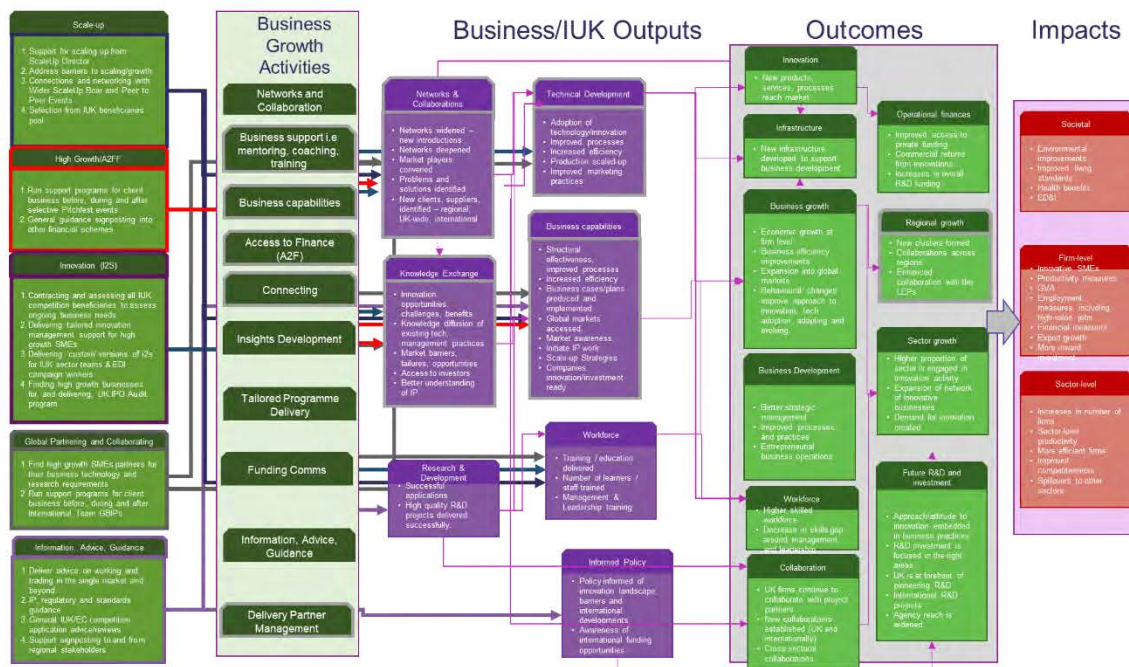 Business
Growth
Activities
Business/IUK Outputs
Outcomes
Impacts
Scale-up
1. Support for scaling up from
ScaleUp Director
2. Address barriers to scaling/growth
3. Connections and networking with
Wider ScaleUp Boar and Peer to
Peer Events
4. Selection from IUK beneficiaries
pool
High Growth/A2FF
1. Run support programs for client
business before, during and after
selective Pitchfest events
2. General guidance signposting into
other financial schemes
Innovation (I2S)
1. Contracting and assessing all IUK
competition beneficiaries to assess
ongoing business needs
2. Delivering tailored innovation
management support for high
growth SMEs
3. Delivering custom versions of i2s
for IUK sector teams & EDI
campaign winners
4. Finding high growth businesses
for, and delivering, UK IPO Audit
program
Global Partnering and Collaborating
1. Find high growth SMEs partners for
their business technology and
research requirements
2. Run support programs for client
business before, during and after
International Team GBIPs
Information, Advice, Guidance
1. Deliver advice on working and
trading in the single market and
beyond
2. IP, regulatory and standards
guidance
3. General IUK/EC competition
application advice/reviews
4. Support signposting to and from
regional stakeholders
Networks and
Collaboration
Business support i.e
mentoring, coaching,
training
Business capabilities
Access to Finance
(A2F)
Connecting
Insights Development
Tailored Programme
Delivery
Funding Comms
Information, Advice,
Guidance
Delivery Partner
Management
Networks &
Collaborations
• Networks widened –
new introductions
• Networks deepened
• Market players
convened
• Problems and
solutions identified
• New clients, suppliers,
identified – regional,
UK-wide, international
Knowledge Exchange
• Innovation
opportunities,
challenges, benefits
• Knowledge diffusion of
existing tech,
management practices
• Market barriers,
failures, opportunities
• Access to investors
• Better understanding
of IP
Research &
Development
• Successful
applications
• High quality R&D
projects delivered
successfully.
Technical Development
• Adoption of
technology/innovation
• Improved processes
• Increased efficiency
• Production scaled-up
• Improved marketing
practices
Business capabilities
• Structural
effectiveness,
improved processes
• Increased efficiency
• Business cases/plans
produced and
implemented
• Global markets
accessed
• Market awareness
• Initiate IP work
• Scale-up Strategies
• Companies
innovation/investment
ready
Workforce
• Training / education
delivered
• Number of learners /
staff trained
• Management &
Leadership training
Informed Policy
• Policy informed of
innovation landscape,
barriers and
international
developments
• Awareness of
international funding
opportunities.
Innovation
• New products,
services, processes
reach market
Infrastructure
• New infrastructure
developed to support
business development
Business growth
• Economic growth at
firm level
• Business efficiency
improvements
• Expansion into global
markets
• Behavioural changes
improve approach to
innovation, tech
adoption, adapting and
evolving.
Business Development
• Better strategic
management
• Improved processes
and practices
• Entrepreneurial
business operations
Workforce
• Higher skilled
workforce
• Decrease in skills gap
around management
and leadership
Collaboration
• UK firms continue to
collaborate with project
partners
• New collaborations
established (UK and
internationally)
• Cross sectoral
collaborations
Operational finances
• Improved access to
private funding
• Commercial returns
from innovations
• Increases in overall
R&D funding
Regional growth
• New clusters formed
• Collaborations across
regions
• Enhanced
collaboration with the
LEPs
Sector growth
• Higher proportion of
sector is engaged in
innovation activity
• Expansion of network
of innovative
businesses
• Demand for innovation
created
Future R&D and
investment
• Approach/attitude to
innovation embedded
in business practices
• R&D investment is
focused in the right
areas
• UK is at forefront of
pioneering R&D
• International R&D
projects
• Agency reach is
widened
Societal
• Environmental
improvements
• Improved living
standards
• Health benefits
• ED&I
Firm-level
• Innovative SMEs
• Productivity measures
• GVA
• Employment
measures, including
high-value jobs
• Financial measures
• Export growth
• More inward
investment
Sector-level
• Increases in number of
firms
• Sector-level
productivity
• More efficient firms
• Improved
competitiveness
• Spillovers to other
sectors